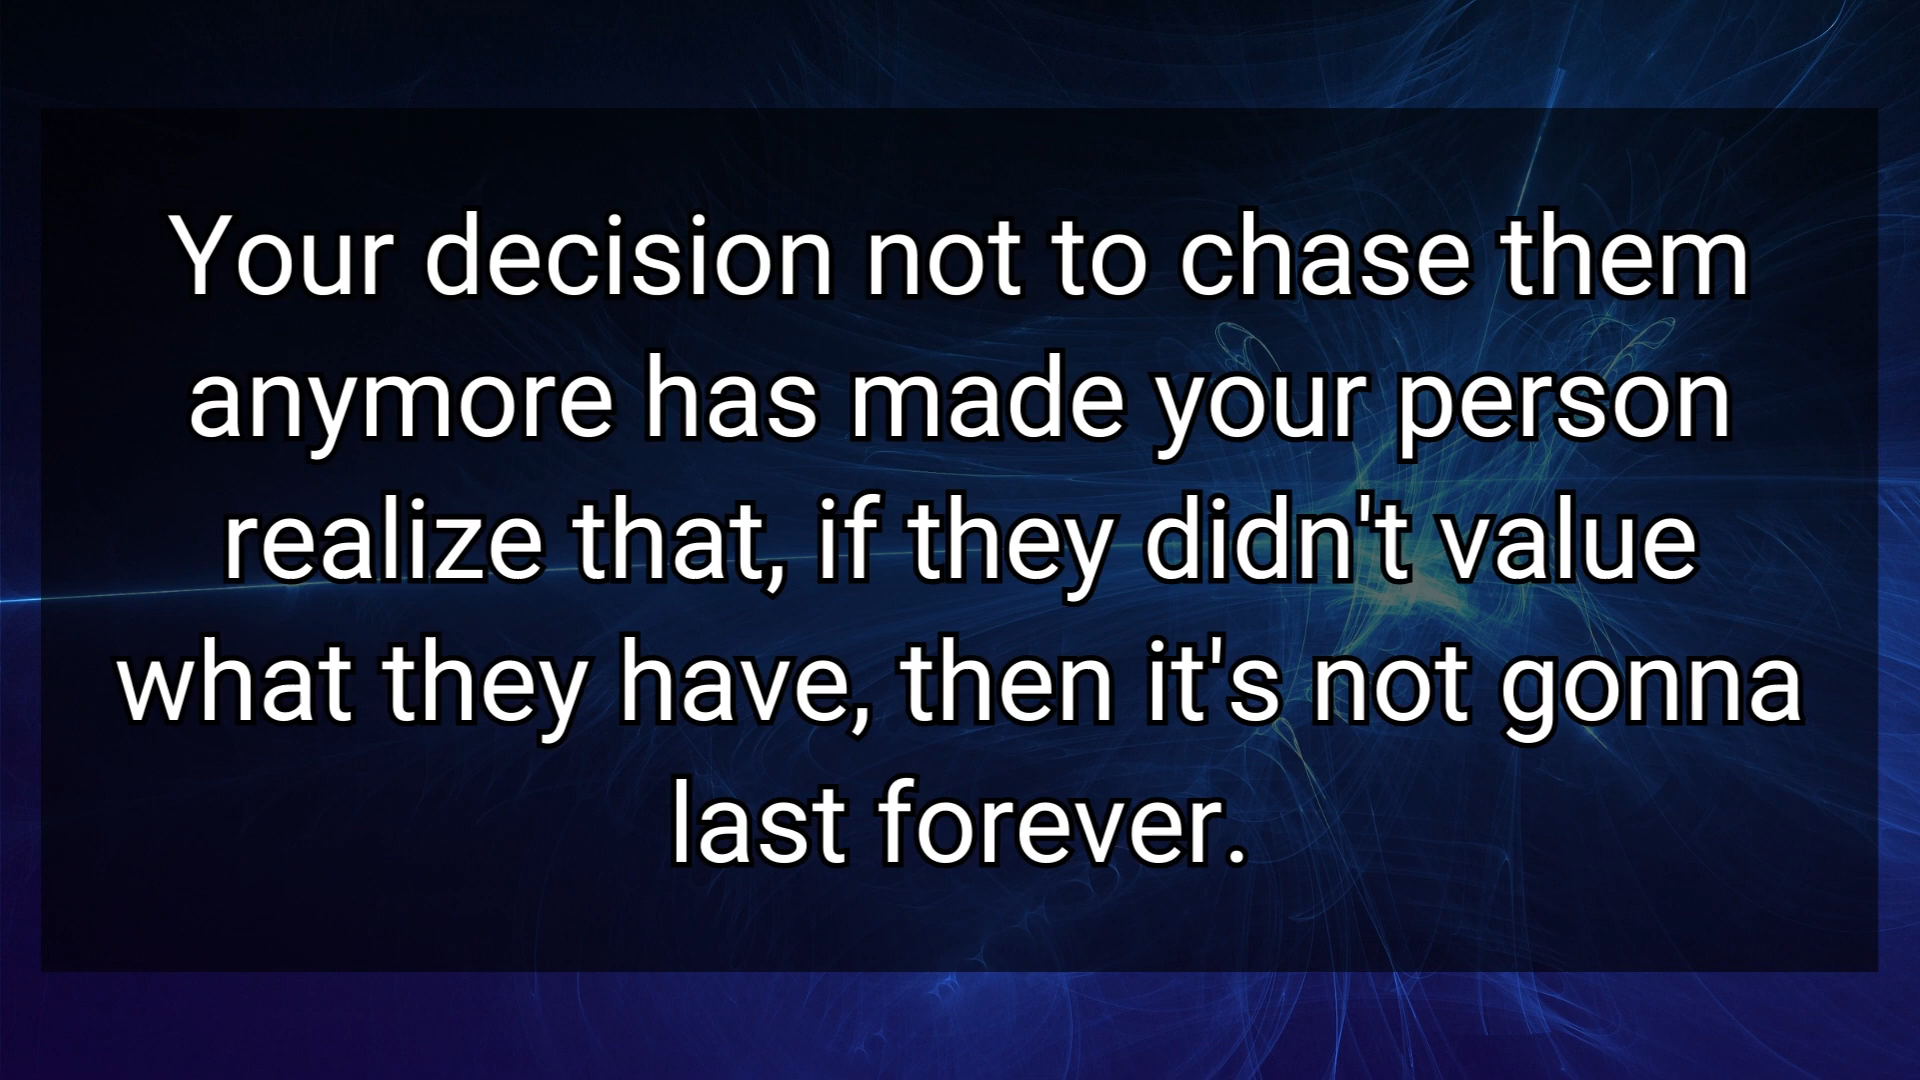 Your decision not to chase them
anymore has made your person
realize that, if they didn't value
what they have, then it's not gonna
last forever.